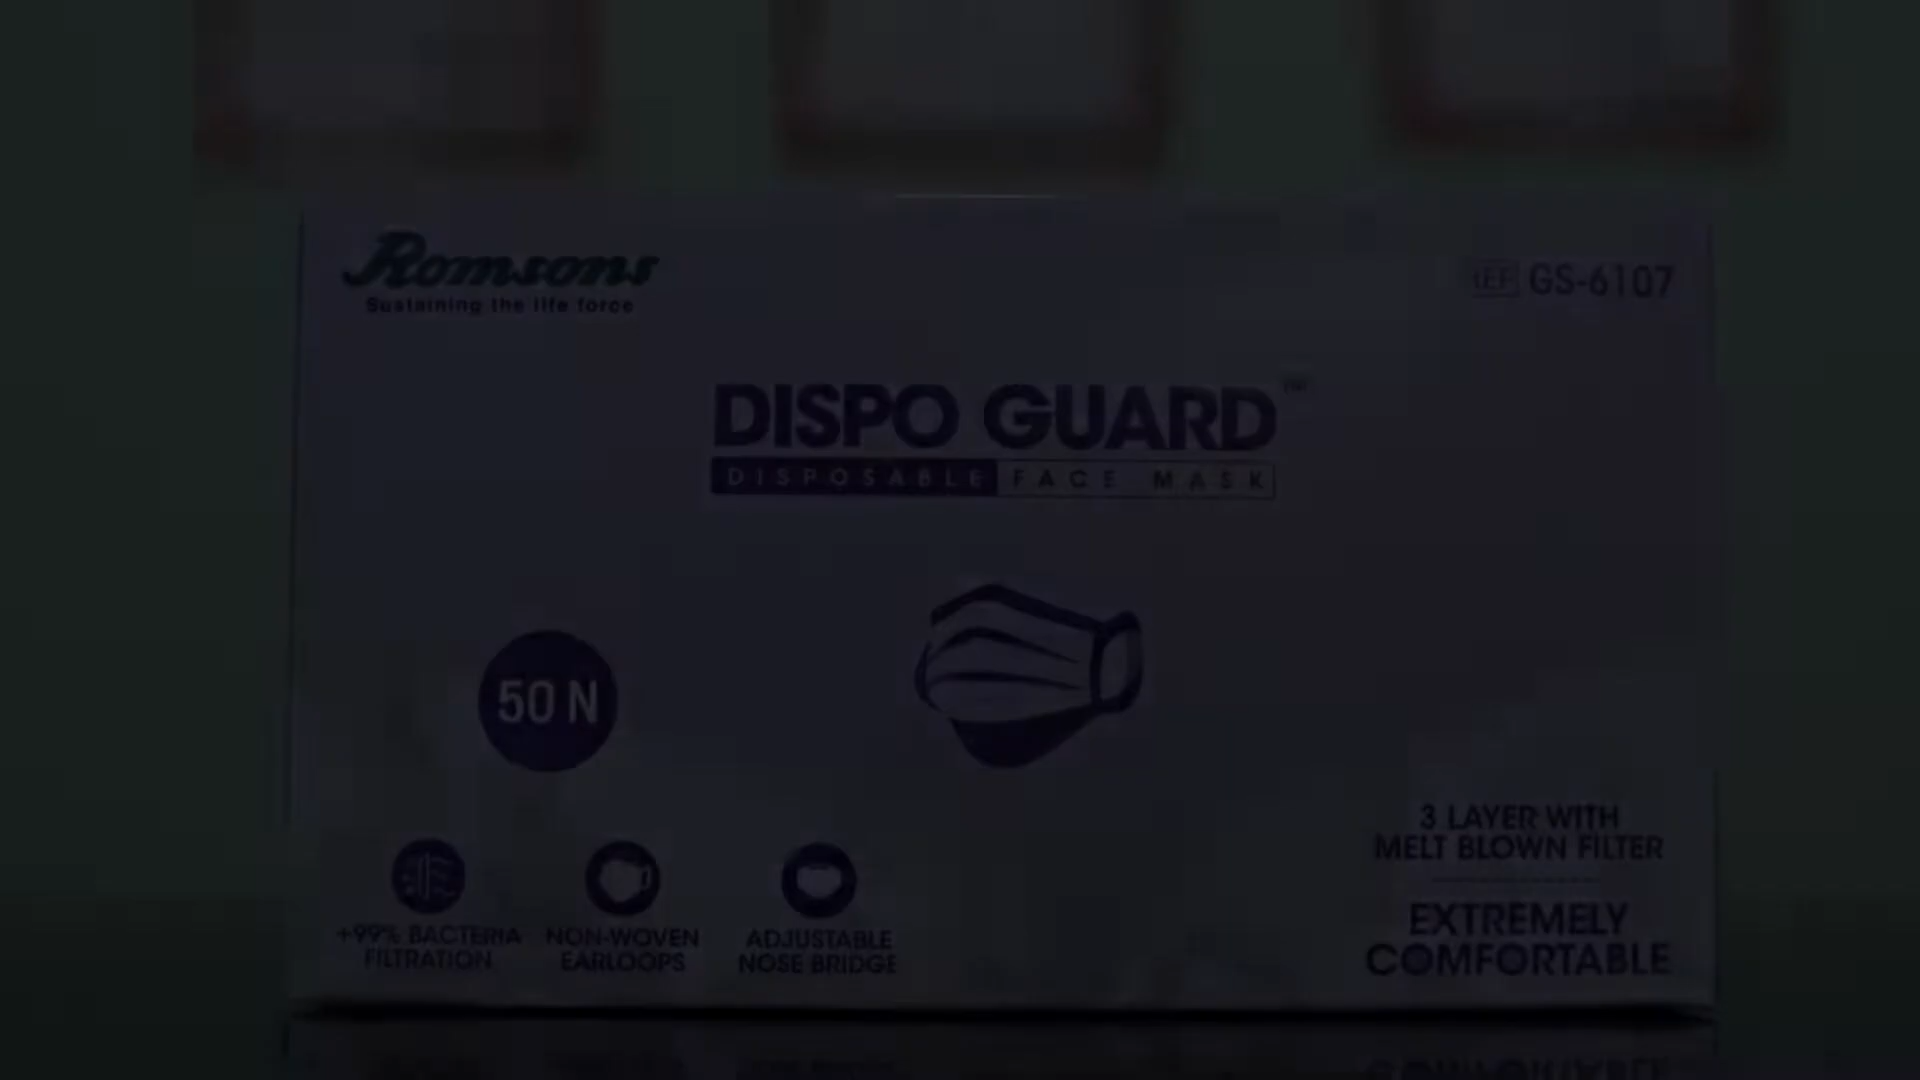 Romsons
Sustaining the life force
REF GS-6107
DISPO GUARD™
DISPOSABLE FACE MASK
50 N
3 LAYER WITH
MELT BLOWN FILTER
EXTREMELY
COMFORTABLE
+99% BACTERIA
FILTRATION
NON-WOVEN
EARLOOPS
ADJUSTABLE
NOSE BRIDGE